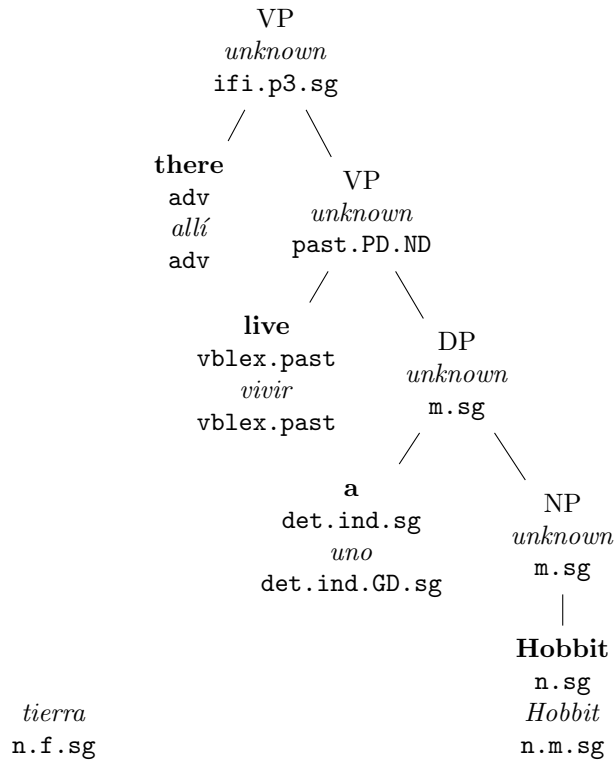 VP
unknown
ifi.p3.sg
there
adv
allí
adv
VP
unknown
past.PD.ND
live
vblex.past
vivir
vblex.past
DP
unknown
m.sg
a
det.ind.sg
uno
det.ind.GD.sg
NP
unknown
m.sg
Hobbit
n.sg
Hobbit
n.m.sg
tierra
n.f.sg